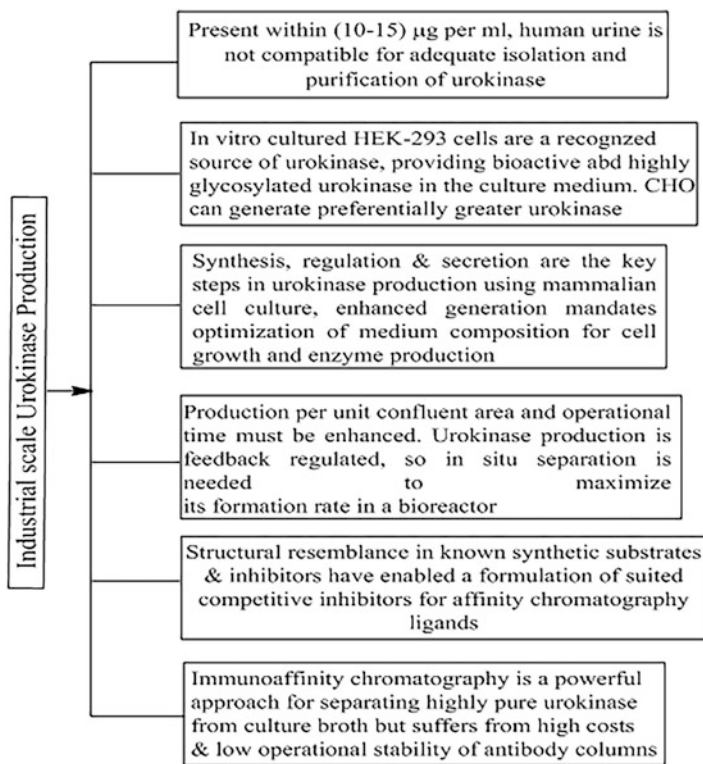 Industrial scale Urokinase Production
Present within (10-15) μg per ml, human urine is
not compatible for adequate isolation and
purification of urokinase
In vitro cultured HEK-293 cells are a recognzed
source of urokinase, providing bioactive abd highly
glycosylated urokinase in the culture medium. CHO
can generate preferentially greater urokinase
Synthesis, regulation & secretion are the key
steps in urokinase production using mammalian
cell culture, enhanced generation mandates
optimization of medium composition for cell
growth and enzyme production
Production per unit confluent area and operational
time must be enhanced. Urokinase production is
feedback regulated, so in situ separation is
needed to maximize
its formation rate in a bioreactor
Structural resemblance in known synthetic substrates
& inhibitors have enabled a formulation of suited
competitive inhibitors for affinity chromatography
ligands
Immunoaffinity chromatography is a powerful
approach for separating highly pure urokinase
from culture broth but suffers from high costs
& low operational stability of antibody columns